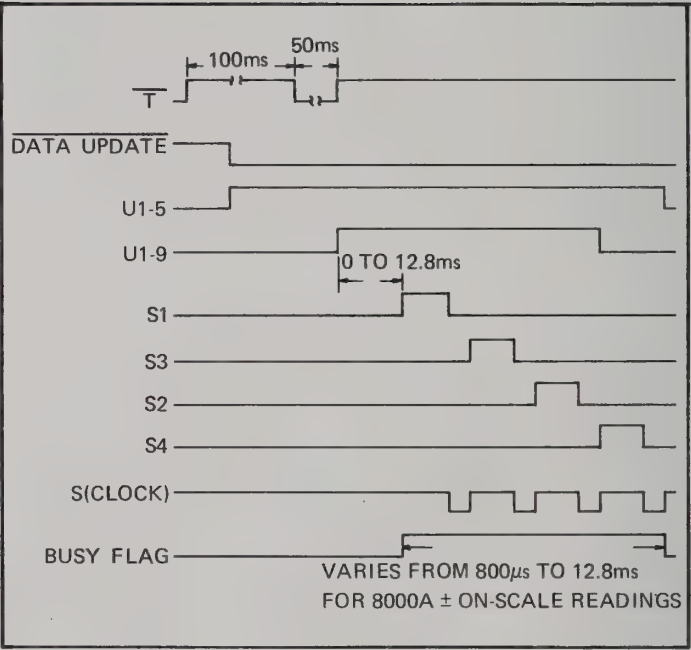 50ms
100ms
T
DATA UPDATE
U1-5
U1-9
0 TO 12.8ms
S1
S3
S2
S4
S(CLOCK)
BUSY FLAG
VARIES FROM 800µs TO 12.8ms
FOR 8000A ± ON-SCALE READINGS